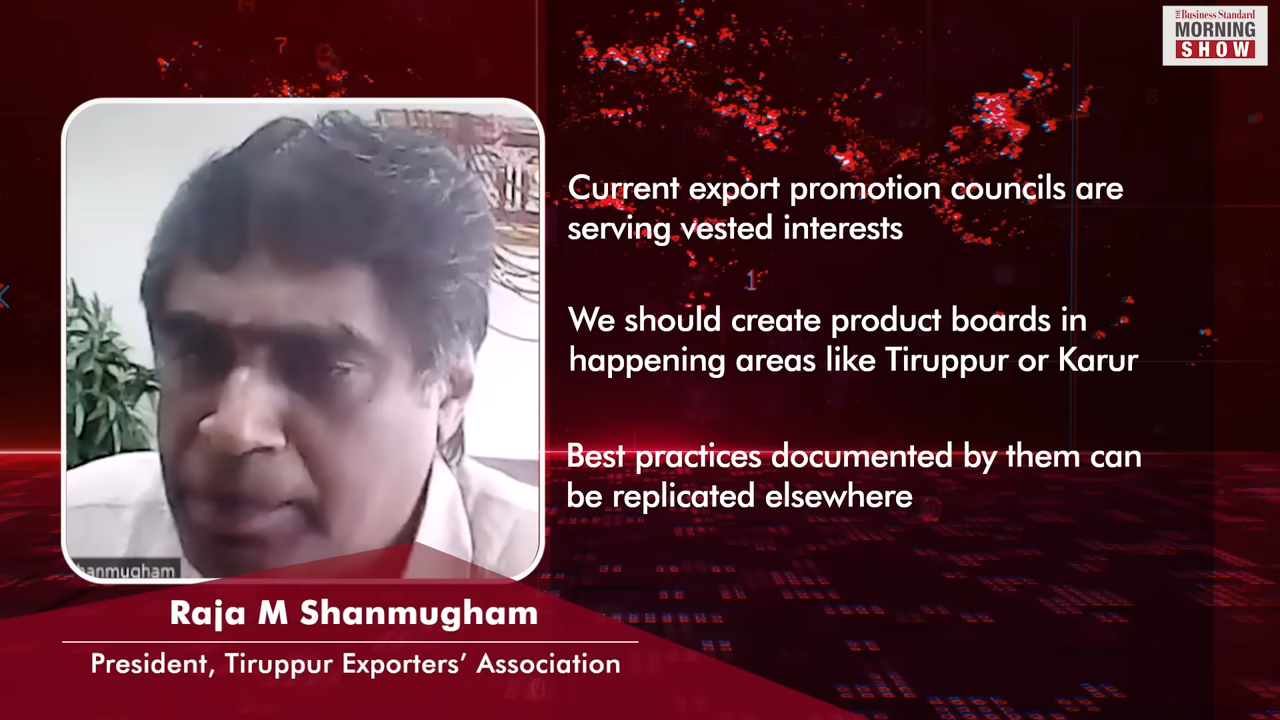 THE Business Standard
MORNING
SHOW
Current export promotion councils are
serving vested interests
We should create product boards in
happening areas like Tiruppur or Karur
Best practices documented by them can
be replicated elsewhere
hanmugham
Raja M Shanmugham
President, Tiruppur Exporters' Association